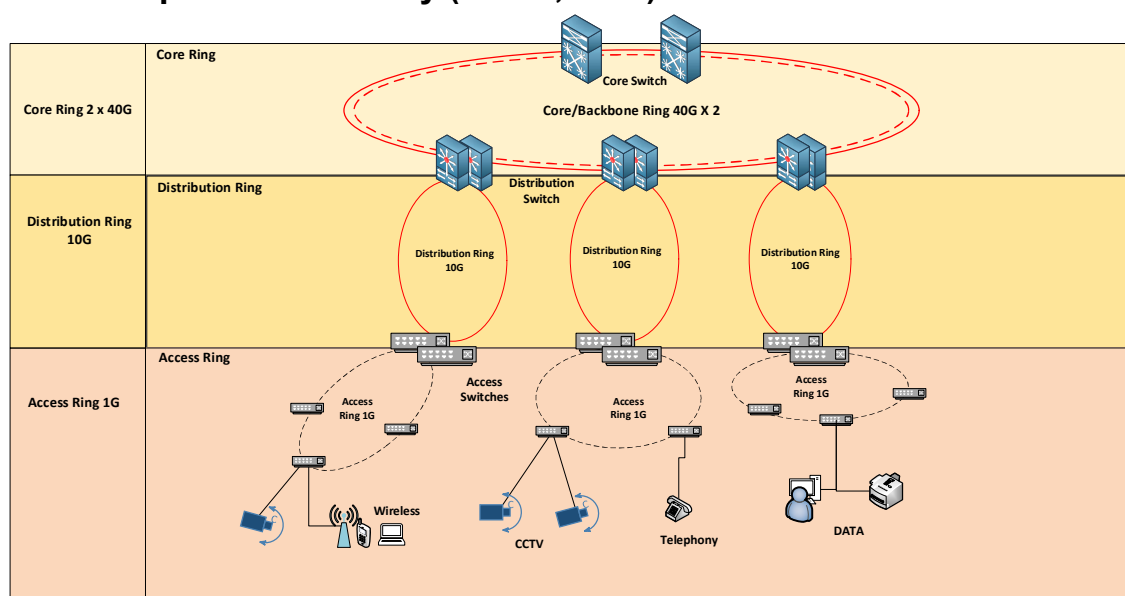 Core Ring
Core Switch
Core Ring 2 x 40G
Core/Backbone Ring 40G X 2
Distribution Ring
Distribution
Switch
Distribution Ring
10G
Distribution Ring
10G
Distribution Ring
10G
Distribution Ring
10G
Access Ring
Access Ring 1G
Access
Switches
Access
Ring 1G
Access
Ring 1G
Access
Ring 1G
Wireless
CCTV
Telephony
DATA